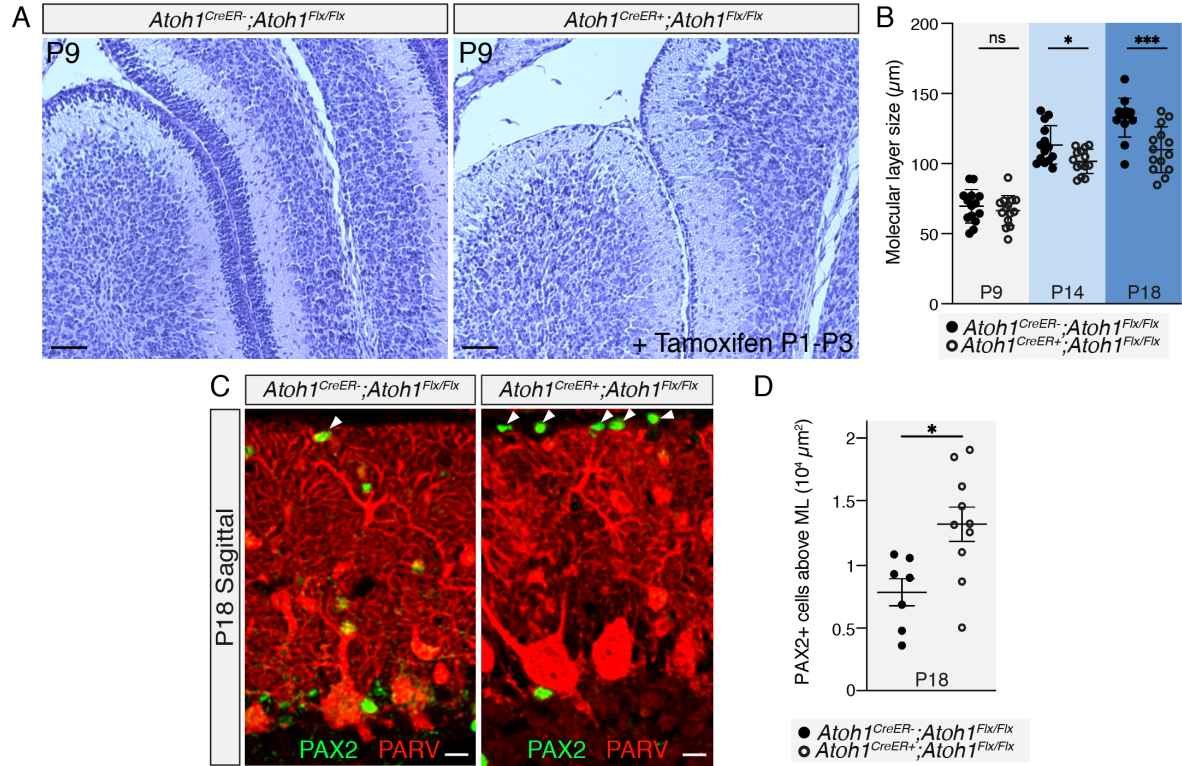 A
Atoh1CreER-;Atoh1Flx/Flx
Atoh1CreER+;Atoh1Flx/Flx
P9
P9
+ Tamoxifen P1-P3
B
Molecular layer size (µm)
200
150
100
50
0
ns
*
***
P9
P14
P18
Atoh1CreER-;Atoh1Flx/Flx
Atoh1CreER+;Atoh1Flx/Flx
C
Atoh1CreER-;Atoh1Flx/Flx
Atoh1CreER+;Atoh1Flx/Flx
P18 Sagittal
PAX2 PARV
PAX2 PARV
D
PAX2+ cells above ML (10⁴ µm²)
2
1.5
1
0.5
0
*
P18
Atoh1CreER-;Atoh1Flx/Flx
Atoh1CreER+;Atoh1Flx/Flx